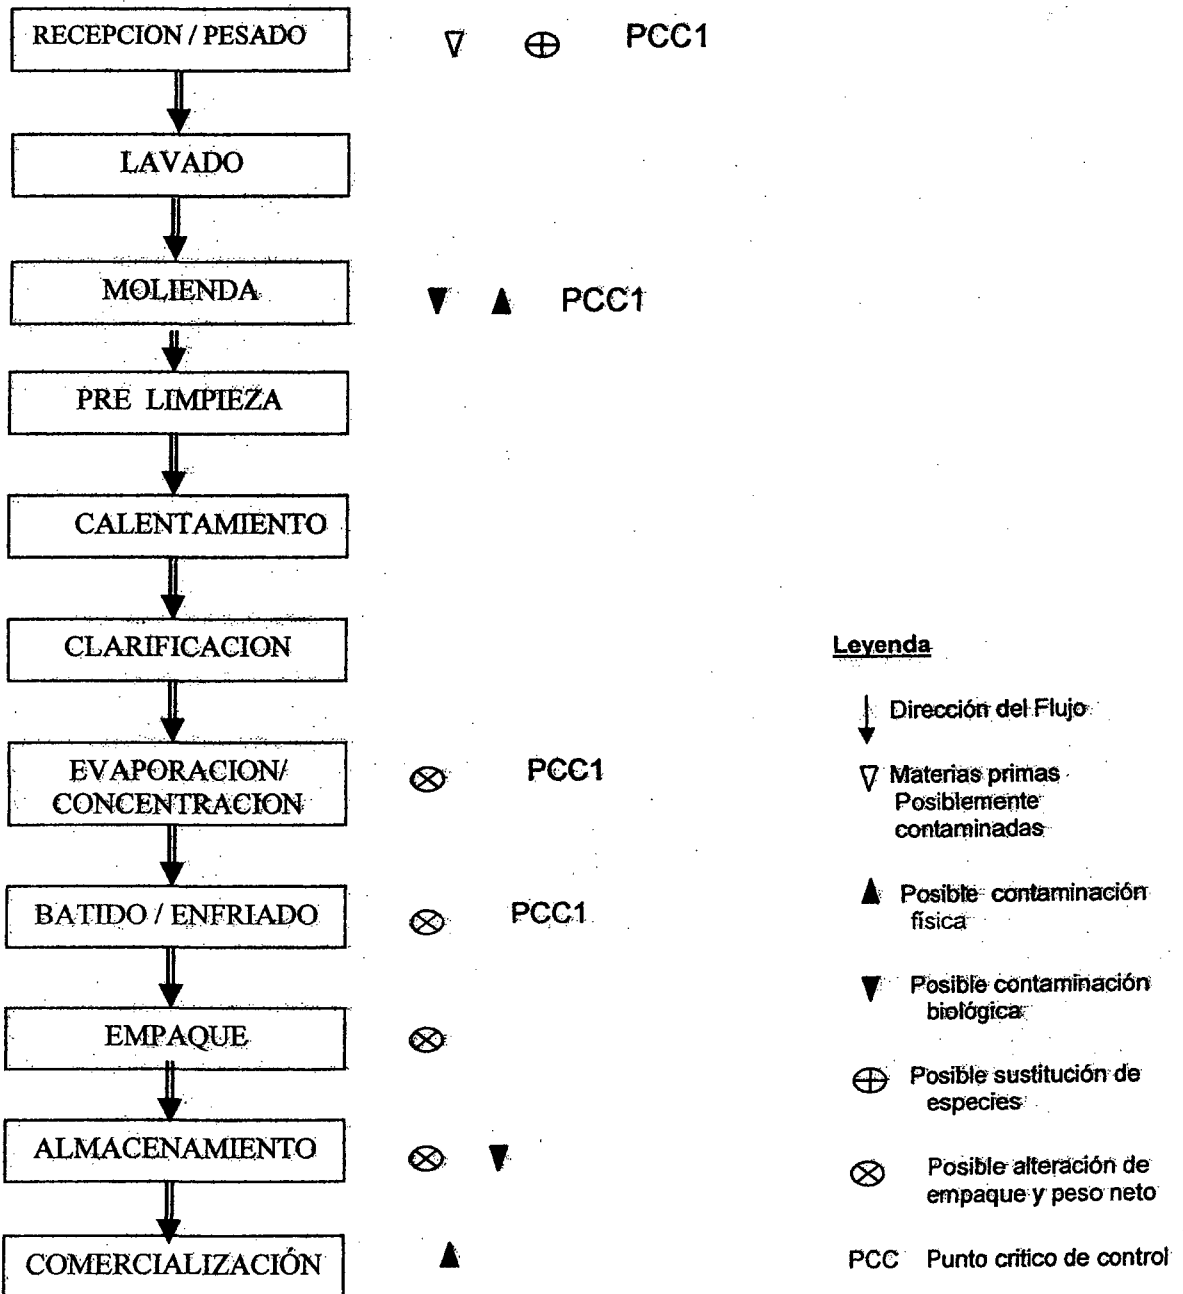 RECEPCION / PESADO
PCC1
LAVADO
MOLIENDA
PCC1
PRE LIMPIEZA
CALENTAMIENTO
CLARIFICACION
EVAPORACION/
CONCENTRACION
PCC1
BATIDO / ENFRIADO
PCC1
EMPAQUE
ALMACENAMIENTO
COMERCIALIZACIÓN
Leyenda
Dirección del Flujo
Materias primas
Posiblemente
contaminadas
Posible contaminación
física
Posible contaminación
biológica
Posible sustitución de
especies
Posible alteración de
empaque y peso neto
PCC Punto critico de control